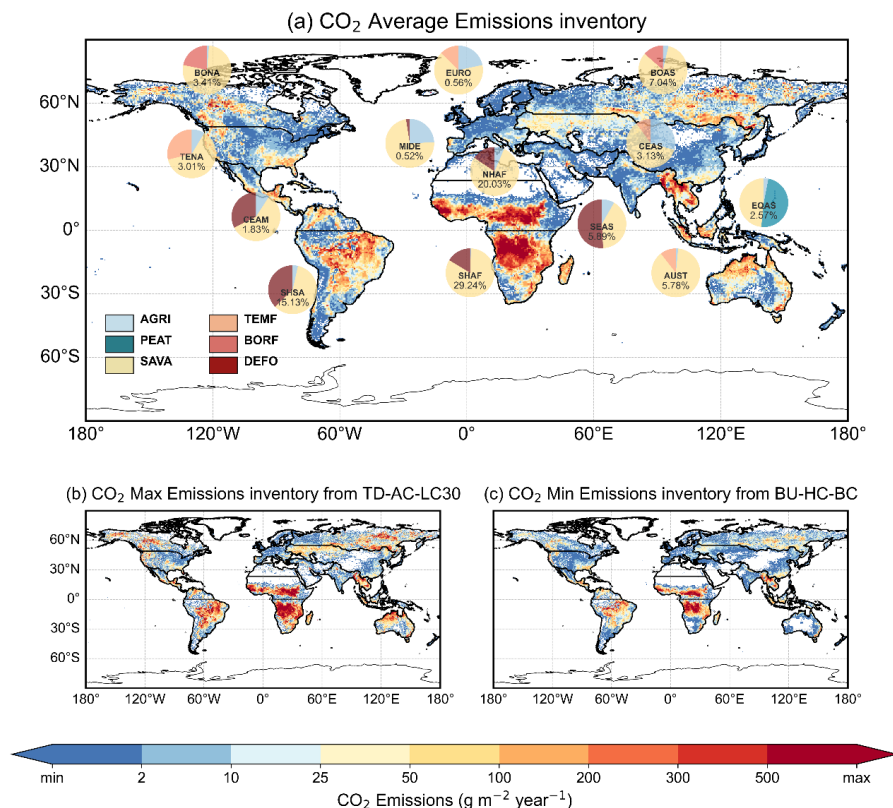 (a) CO₂ Average Emissions inventory
BONA
3.41%
EURO
0.56%
BOAS
7.04%
60°N
TENA
3.01%
MIDE
0.52%
CEAS
3.13%
30°N
NHAF
20.03%
CEAM
1.83%
SEAS
5.89%
EQAS
2.57%
0°
SHSA
15.13%
SHAF
29.24%
AUST
5.78%
30°S
AGRI TEMF
PEAT BORF
SAVA DEFO
60°S
180° 120°W 60°W 0° 60°E 120°E 180°
(b) CO₂ Max Emissions inventory from TD-AC-LC30
(c) CO₂ Min Emissions inventory from BU-HC-BC
60°N
30°N
0°
30°S
60°S
180° 120°W 60°W 0° 60°E 120°E 180°
60°N
30°N
0°
30°S
60°S
180° 120°W 60°W 0° 60°E 120°E 180°
min 2 10 25 50 100 200 300 500 max
CO₂ Emissions (g m⁻² year⁻¹)